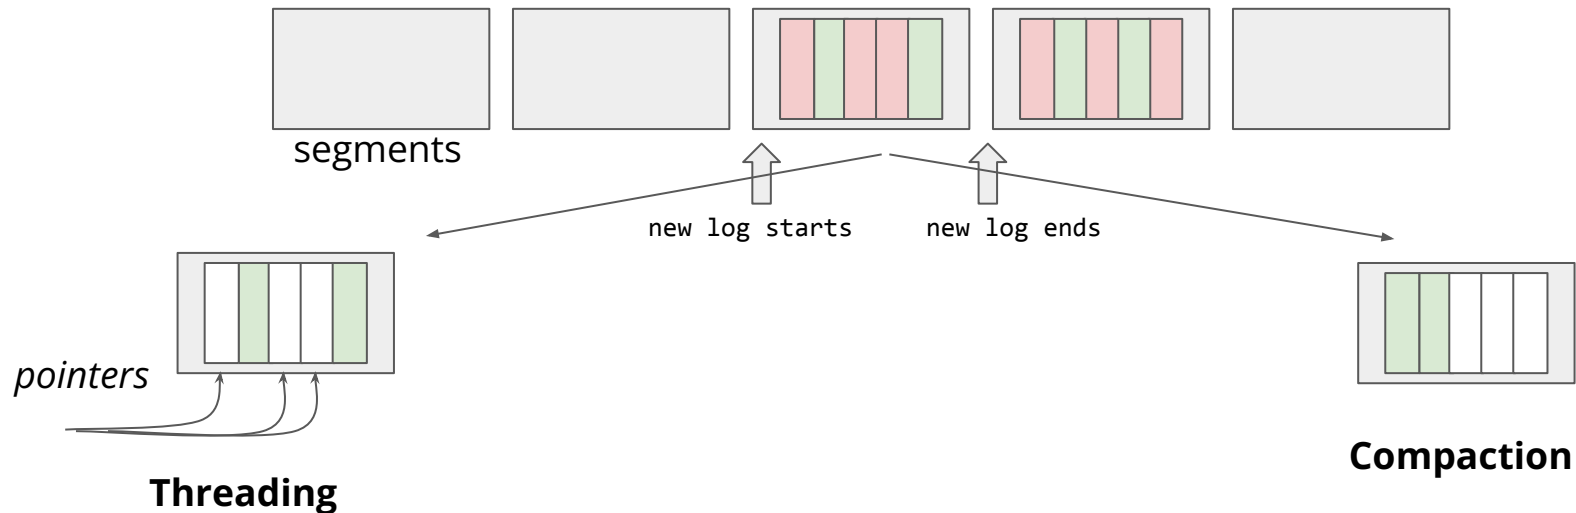 segments
new log starts
new log ends
pointers
Threading
Compaction